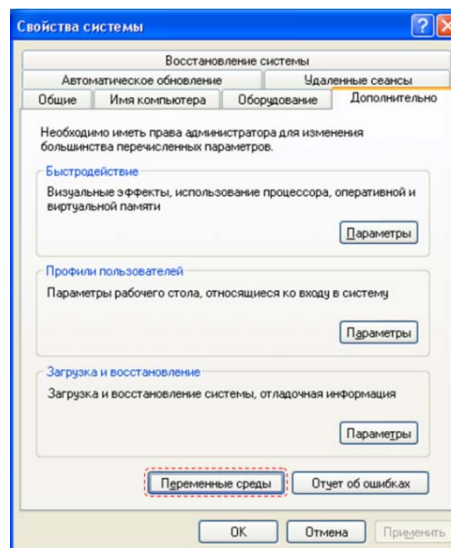 Свойства системы
Восстановление системы
Автоматическое обновление Удаленные сеансы
Общие Имя компьютера Оборудование Дополнительно
Необходимо иметь права администратора для изменения
большинства перечисленных параметров.
Быстродействие
Визуальные эффекты, использование процессора, оперативной и
виртуальной памяти
Параметры
Профили пользователей
Параметры рабочего стола, относящиеся ко входу в систему
Параметры
Загрузка и восстановление
Загрузка и восстановление системы, отладочная информация
Параметры
Переменные среды Отчет об ошибках
OK Отмена Применить